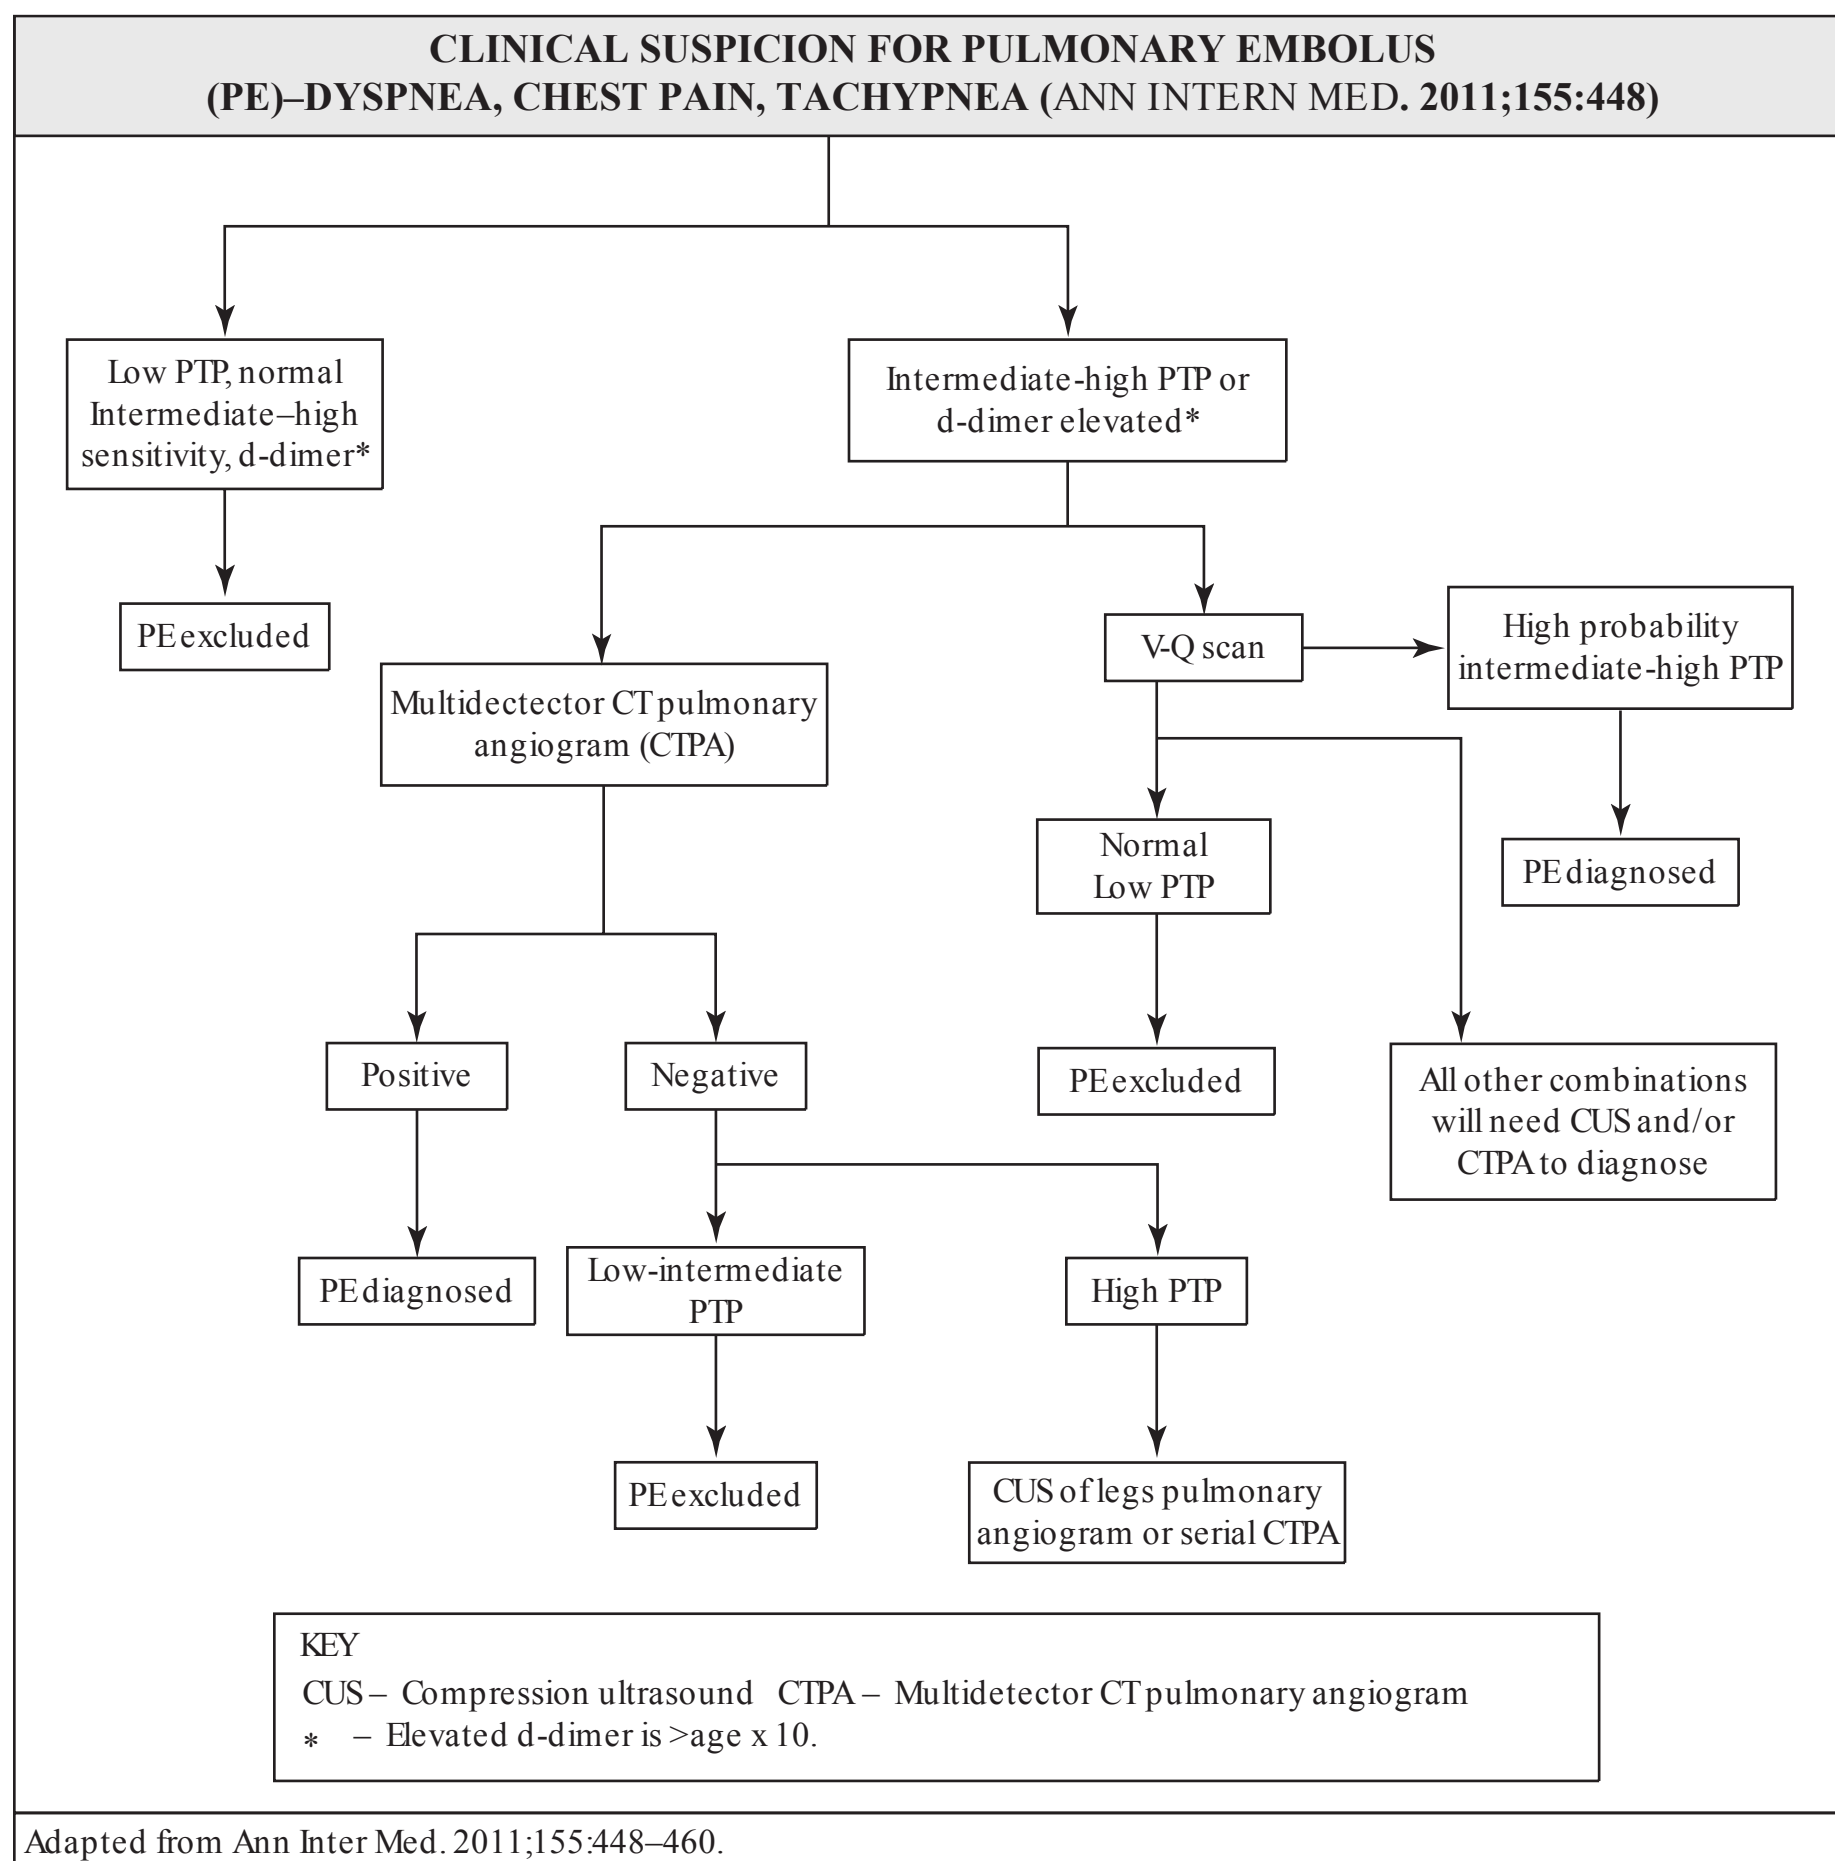 CLINICAL SUSPICION FOR PULMONARY EMBOLUS
(PE)–DYSPNEA, CHEST PAIN, TACHYPNEA (ANN INTERN MED. 2011;155:448)
Low PTP, normal
Intermediate–high
sensitivity, d-dimer*
Intermediate-high PTP or
d-dimer elevated*
PE excluded
Multidectector CT pulmonary
angiogram (CTPA)
V-Q scan
High probability
intermediate-high PTP
Normal
Low PTP
PE diagnosed
Positive
Negative
PE excluded
All other combinations
will need CUS and/or
CTPA to diagnose
PE diagnosed
Low-intermediate
PTP
High PTP
PE excluded
CUS of legs pulmonary
angiogram or serial CTPA
KEY
CUS – Compression ultrasound CTPA – Multidetector CT pulmonary angiogram
* – Elevated d-dimer is >age x 10.
Adapted from Ann Inter Med. 2011;155:448–460.